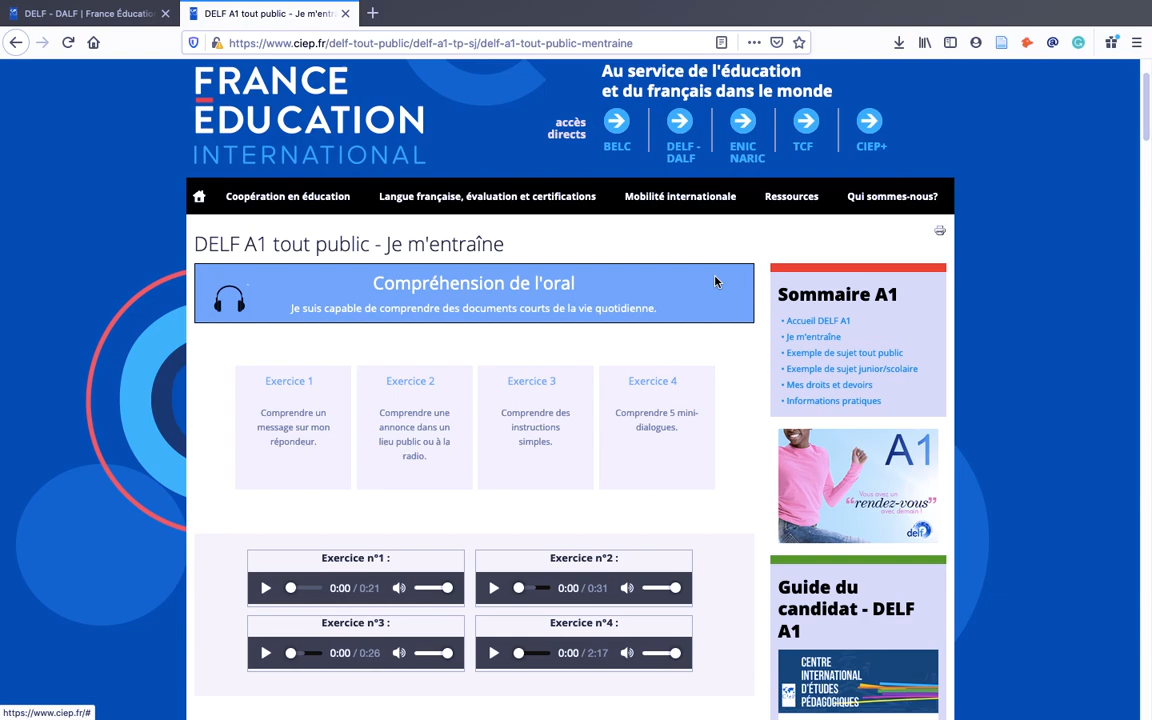 DELF - DALF | France Éducatio
DELF A1 tout public - Je m'entr
https://www.ciep.fr/delf-tout-public/delf-a1-tp-sj/delf-a1-tout-public-mentraine
FRANCE
ÉDUCATION
INTERNATIONAL
Au service de l'éducation
et du français dans le monde
accès
directs
BELC
DELF -
DALF
ENIC
NARIC
TCF
CIEP+
Coopération en éducation
Langue française, évaluation et certifications
Mobilité internationale
Ressources
Qui sommes-nous?
DELF A1 tout public - Je m'entraîne
Compréhension de l'oral
Je suis capable de comprendre des documents courts de la vie quotidienne.
Exercice 1
Comprendre un
message sur mon
répondeur.
Exercice 2
Comprendre une
annonce dans un
lieu public ou à la
radio.
Exercice 3
Comprendre des
instructions
simples.
Exercice 4
Comprendre 5 mini-
dialogues.
Exercice n°1 :
0:00 / 0:21
Exercice n°2 :
0:00 / 0:31
Exercice n°3 :
0:00 / 0:26
Exercice n°4 :
0:00 / 2:17
Sommaire A1
• Accueil DELF A1
• Je m'entraîne
• Exemple de sujet tout public
• Exemple de sujet junior/scolaire
• Mes droits et devoirs
• Informations pratiques
A1
Vous avez un
“rendez-vous”
avec demain !
delf
Guide du
candidat - DELF
A1
CENTRE
INTERNATIONAL
D'ÉTUDES
PÉDAGOGIQUES
https://www.ciep.fr/#